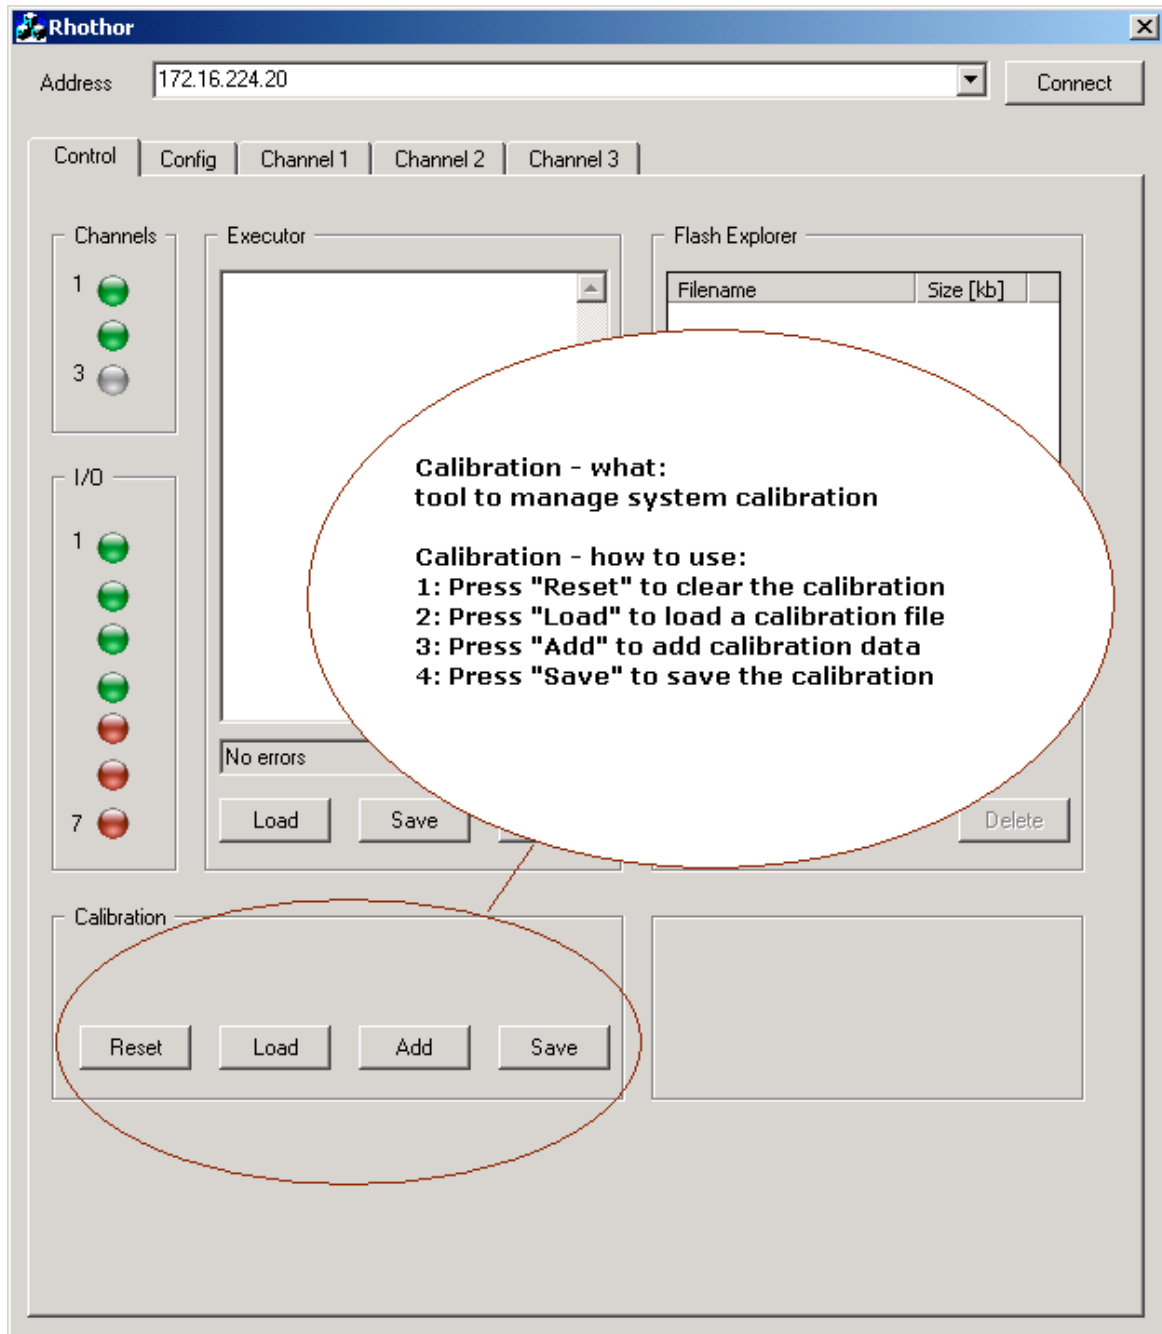 Rhothor
Address
172.16.224.20
Connect
Control
Config
Channel 1
Channel 2
Channel 3
Channels
1
3
I/O
1
7
Executor
No errors
Load
Save
Flash Explorer
Filename
Size [kb]
Delete
Calibration - what:
tool to manage system calibration
Calibration - how to use:
1: Press "Reset" to clear the calibration
2: Press "Load" to load a calibration file
3: Press "Add" to add calibration data
4: Press "Save" to save the calibration
Calibration
Reset
Load
Add
Save